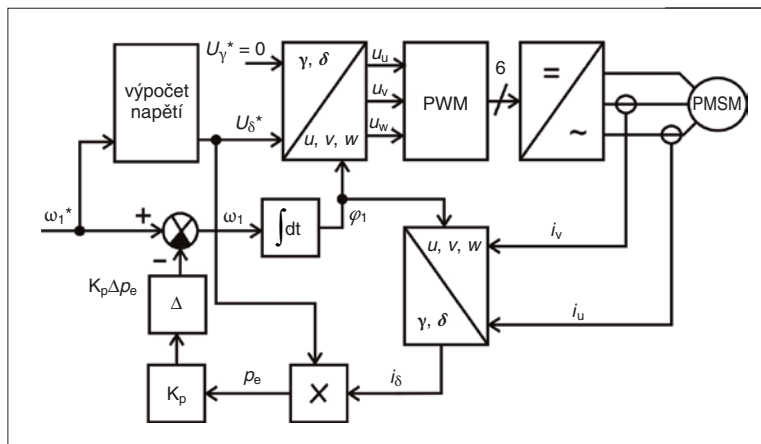 U_γ* = 0
výpočet
napětí
γ, δ
u, v, w
u_u
u_v
u_w
PWM
6
=
~
PMSM
U_δ*
ω_1*
+
−
ω_1
∫dt
φ_1
u, v, w
γ, δ
i_v
i_u
K_pΔp_e
Δ
K_p
p_e
×
i_δ